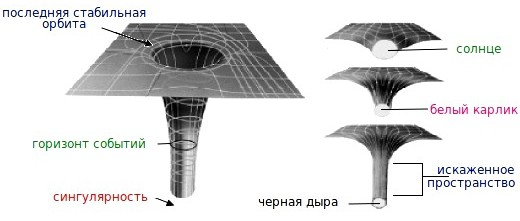 последняя стабильная
орбита
горизонт событий
сингулярность
солнце
белый карлик
искаженное
пространство
черная дыра